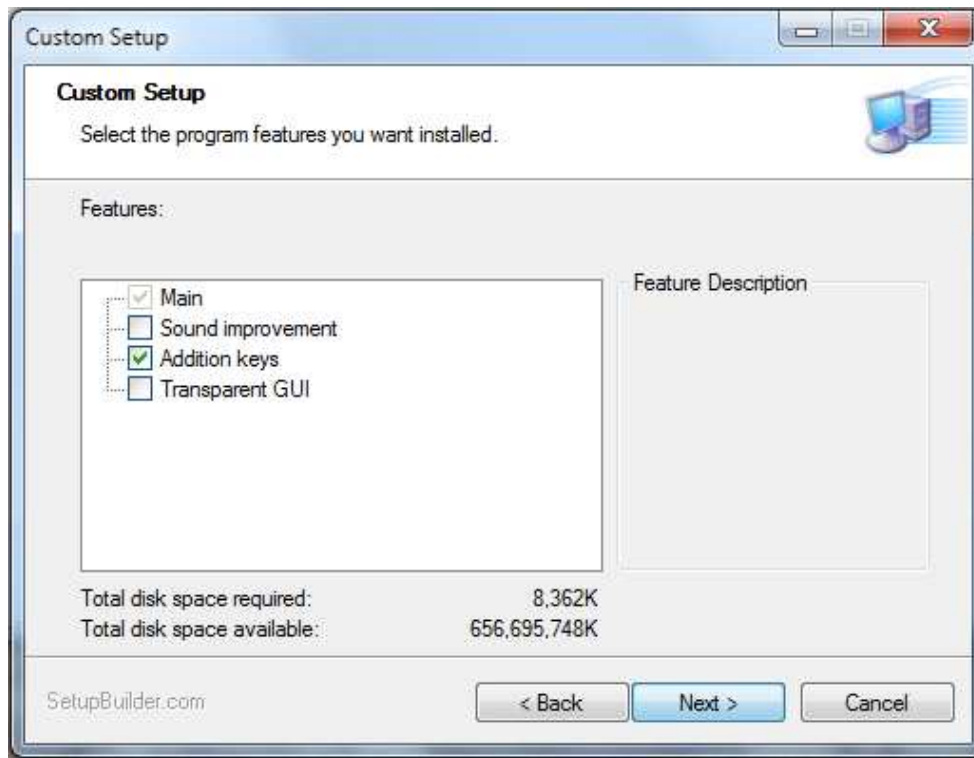 Custom Setup
Custom Setup
Select the program features you want installed.
Features:
Feature Description
Main
Sound improvement
Addition keys
Transparent GUI
Total disk space required: 8,362K
Total disk space available: 656,695,748K
SetupBuilder.com
< Back Next > Cancel